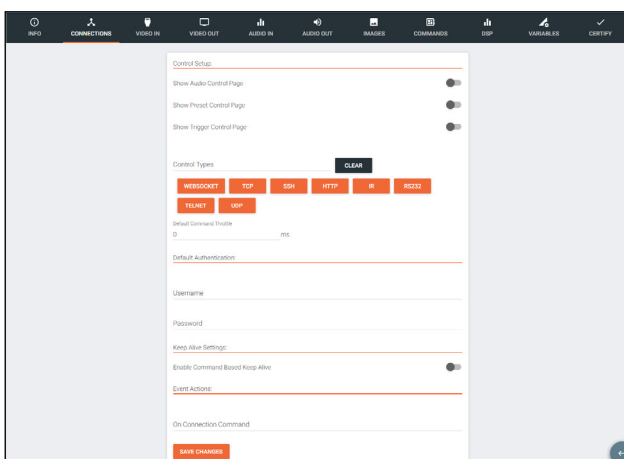 INFO CONNECTIONS VIDEO IN VIDEO OUT AUDIO IN AUDIO OUT IMAGES COMMANDS DSP VARIABLES CERTIFY
Control Setup:
Show Audio Control Page
Show Preset Control Page
Show Trigger Control Page
Control Types CLEAR
WEBSOCKET TCP SSH HTTP IR RS232
TELNET UDP
Default Command Throttle
0 ms
Default Authentication:
Username
Password
Keep Alive Settings:
Enable Command Based Keep Alive
Event Actions:
On Connection Command
SAVE CHANGES